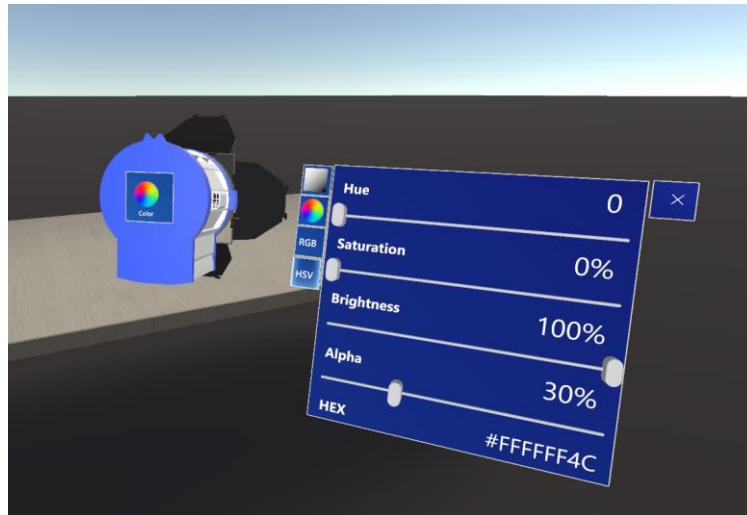 Color
RGB
HSV
Hue 0
Saturation 0%
Brightness 100%
Alpha 30%
HEX #FFFFFF4C
×